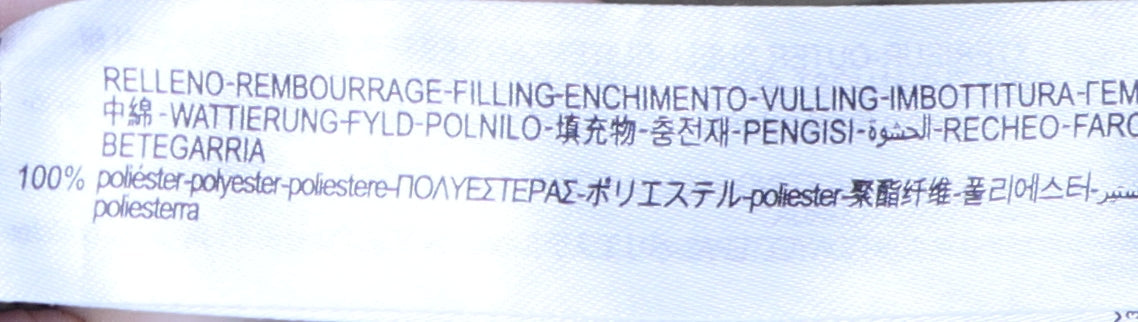 RELLENO-REMBOURRAGE-FILLING-ENCHIMENTO-VULLING-IMBOTTITURA-ΓΕΜ
中綿-WATTIERUNG-FYLD-POLNILO-填充物-충전재-PENGISI-الحشوة-RECHEO-FARC
BETEGARRIA
100% poliéster-polyester-poliestere-ΠΟΛΥΕΣΤΕΡΑΣ-ポリエステル-poliester-聚酯纤维-폴리에스터-
poliesterra